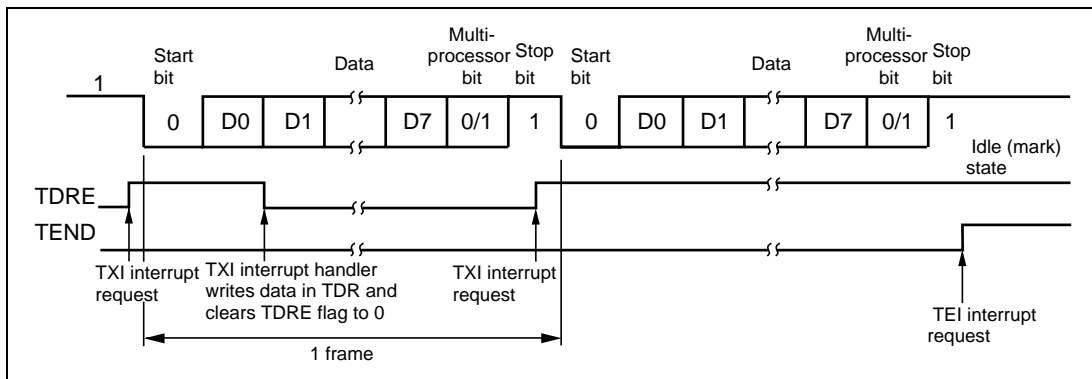 Start bit
Data
Multi-processor bit
Stop bit
Start bit
Data
Multi-processor bit
Stop bit
1
0 D0 D1 D7 0/1 1 0 D0 D1 D7 0/1 1
Idle (mark) state
TDRE
TEND
TXI interrupt request
TXI interrupt handler writes data in TDR and clears TDRE flag to 0
TXI interrupt request
TEI interrupt request
1 frame